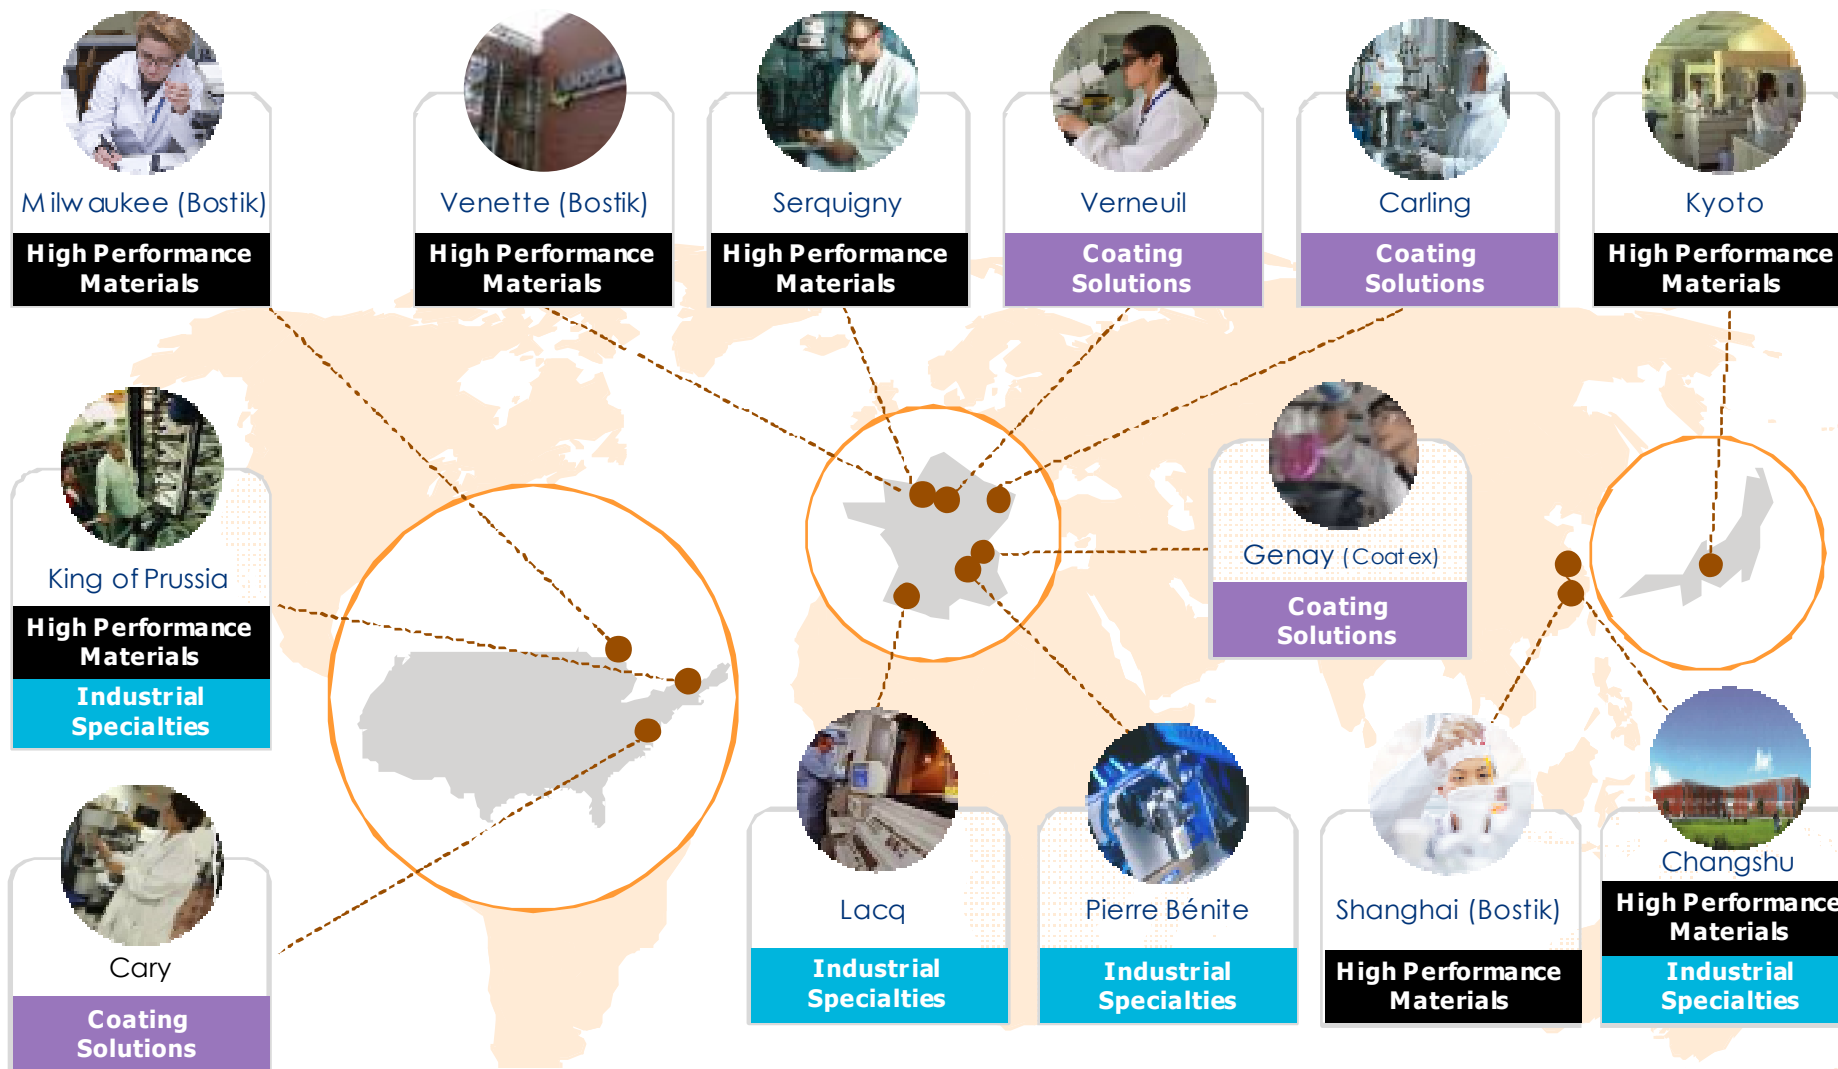 Milwaukee (Bostik)
High Performance
Materials
Venette (Bostik)
High Performance
Materials
Serquigny
High Performance
Materials
Verneuil
Coating
Solutions
Carling
Coating
Solutions
Kyoto
High Performance
Materials
King of Prussia
High Performance
Materials
Industrial
Specialties
Genay (Coatex)
Coating
Solutions
Cary
Coating
Solutions
Lacq
Industrial
Specialties
Pierre Bénite
Industrial
Specialties
Shanghai (Bostik)
High Performance
Materials
Changshu
High Performance
Materials
Industrial
Specialties